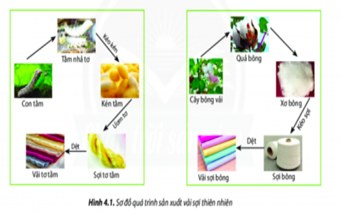 Tằm nhả tơ
Kéo kén
Con tằm
Kén tằm
Ươm tơ
Dệt
Vải tơ tằm
Sợi tơ tằm
Quả bông
Cây bông vải
Xơ bông
Kéo sợi
Dệt
Vải sợi bông
Sợi bông
Hình 4.1. Sơ đồ quá trình sản xuất vải sợi thiên nhiên